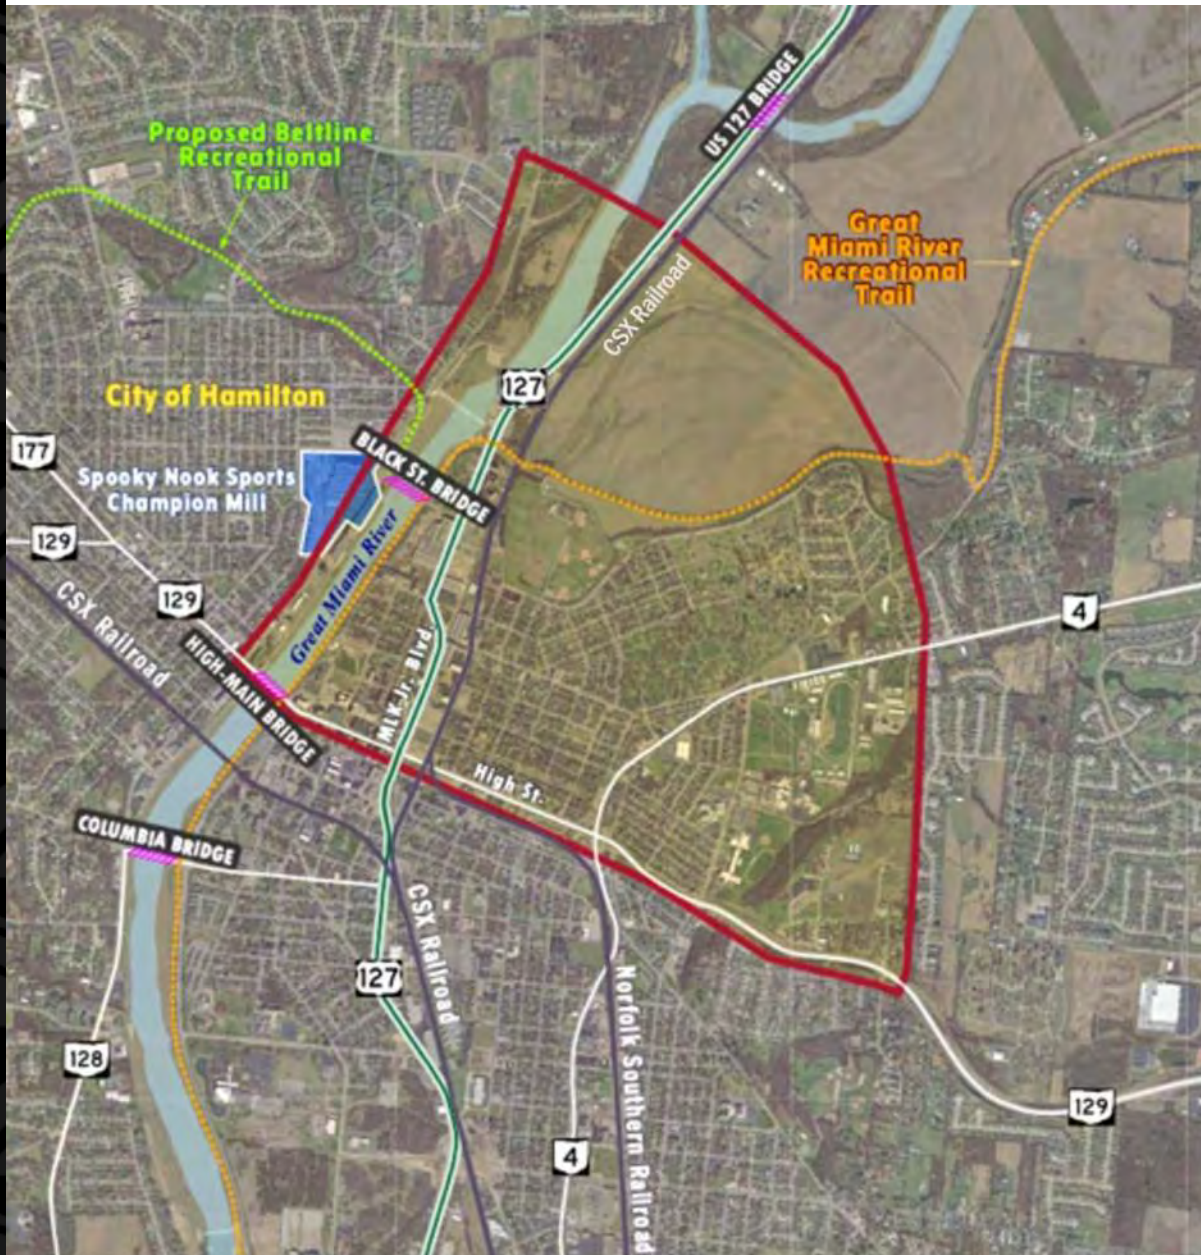 US 127 BRIDGE
Proposed Beltline
Recreational
Trail
Great
Miami River
Recreational
Trail
CSX Railroad
127
City of Hamilton
BLACK ST. BRIDGE
177
Spooky Nook Sports
Champion Mill
129
Great Miami River
129
CSX Railroad
4
HIGH-MAIN BRIDGE
MLK Jr. Blvd
High St.
COLUMBIA BRIDGE
CSX Railroad
127
Norfolk Southern Railroad
128
129
4